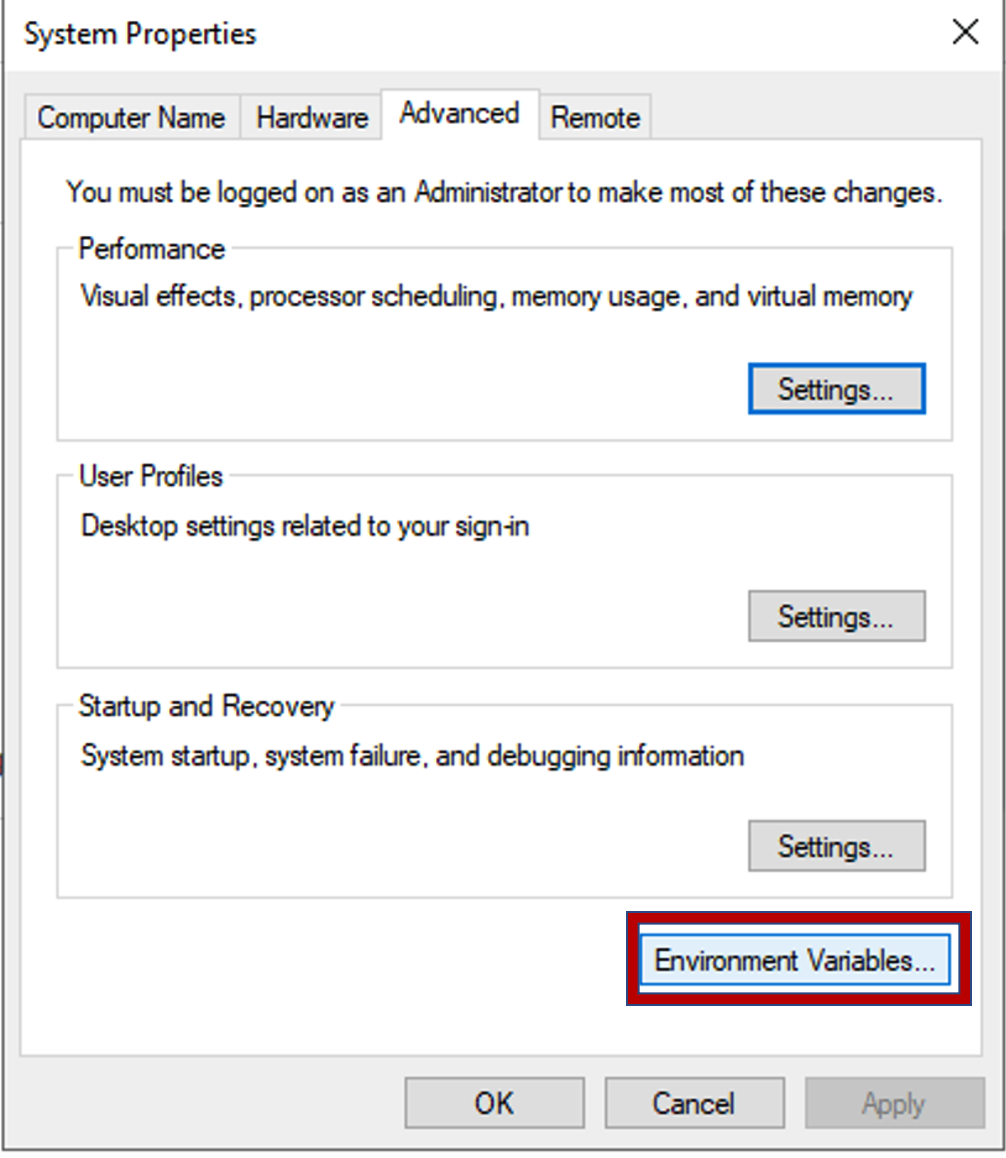 System Properties
Computer Name
Hardware
Advanced
Remote
You must be logged on as an Administrator to make most of these changes.
Performance
Visual effects, processor scheduling, memory usage, and virtual memory
Settings...
User Profiles
Desktop settings related to your sign-in
Settings...
Startup and Recovery
System startup, system failure, and debugging information
Settings...
Environment Variables...
OK
Cancel
Apply